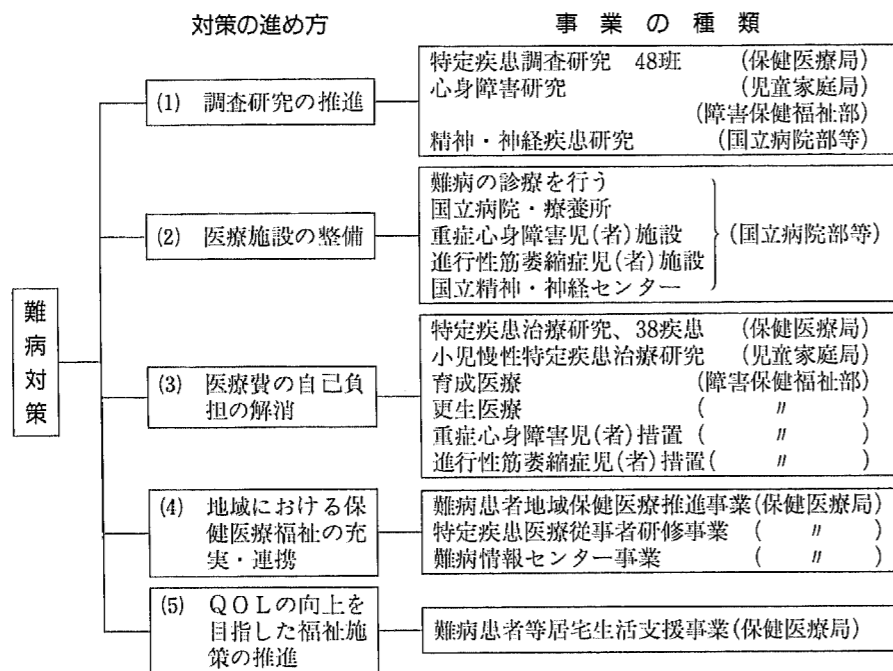 対策の進め方
事業の種類
難病対策
(1) 調査研究の推進
特定疾患調査研究 48班 (保健医療局)
心身障害研究 (児童家庭局)
(障害保健福祉部)
精神・神経疾患研究 (国立病院部等)
(2) 医療施設の整備
難病の診療を行う
国立病院・療養所
重症心身障害児(者)施設
進行性筋萎縮症児(者)施設
国立精神・神経センター
(国立病院部等)
(3) 医療費の自己負
担の解消
特定疾患治療研究、38疾患 (保健医療局)
小児慢性特定疾患治療研究 (児童家庭局)
育成医療 (障害保健福祉部)
更生医療 ( 〃 )
重症心身障害児(者)措置 ( 〃 )
進行性筋萎縮症児(者)措置( 〃 )
(4) 地域における保
健医療福祉の充
実・連携
難病患者地域保健医療推進事業(保健医療局)
特定疾患医療従事者研修事業 ( 〃 )
難病情報センター事業 ( 〃 )
(5) QOLの向上を
目指した福祉施
策の推進
難病患者等居宅生活支援事業(保健医療局)